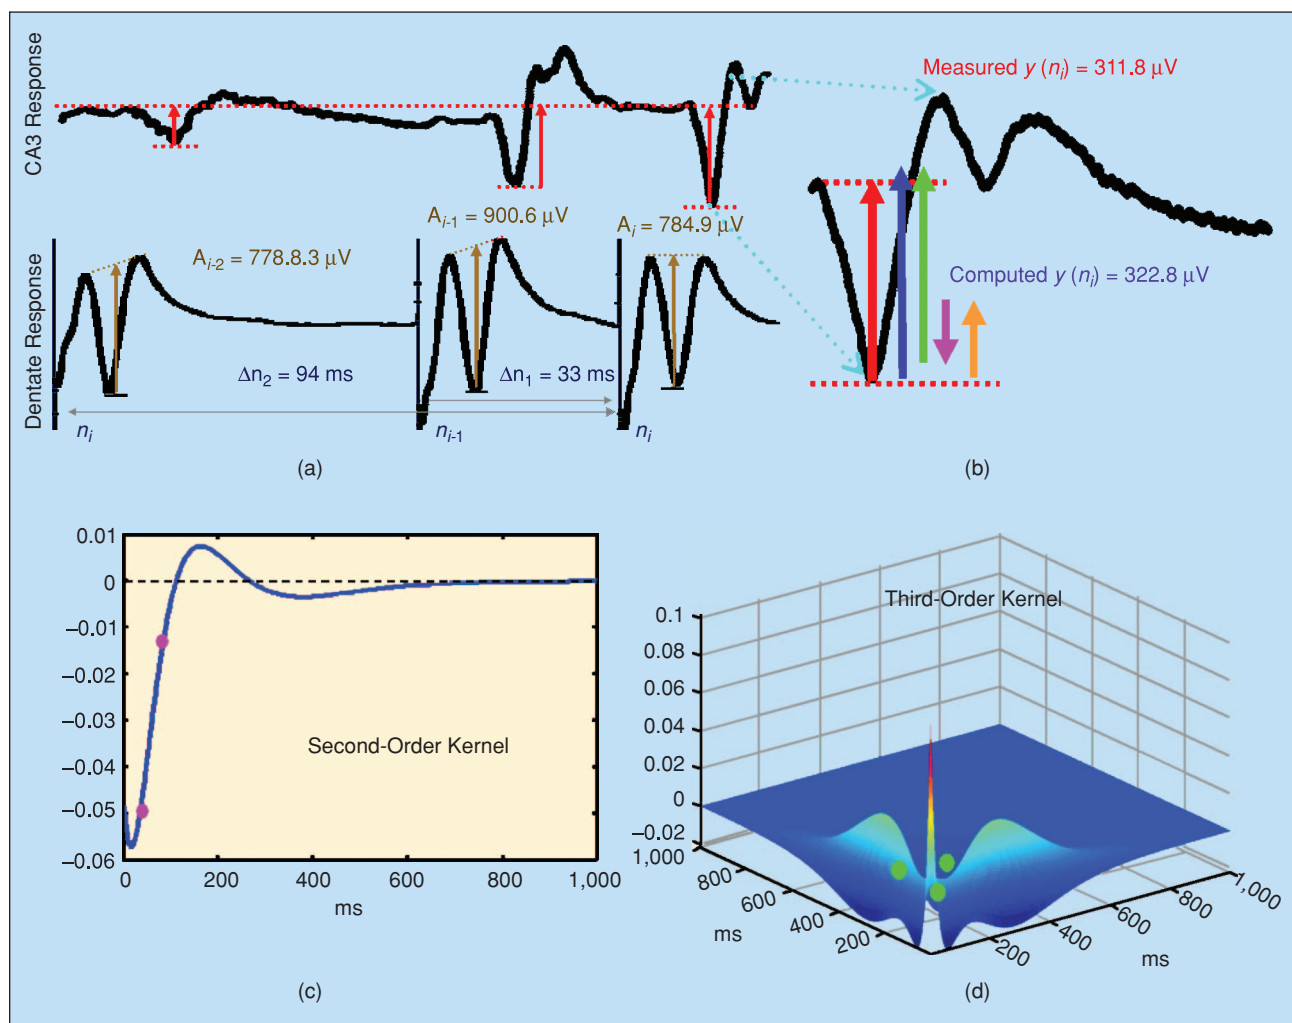 CA3 Response
Measured y (ni) = 311.8 µV
Ai-1 = 900.6 µV
Ai = 784.9 µV
Ai-2 = 778.8.3 µV
Computed y (ni) = 322.8 µV
Dentate Response
Δn2 = 94 ms
Δn1 = 33 ms
ni
ni-1
ni
(a)
(b)
0.01
0
–0.01
–0.02
–0.03
–0.04
–0.05
–0.06
Second-Order Kernel
0
200
400
600
800
1,000
ms
(c)
Third-Order Kernel
0.1
0.08
0.06
0.04
0.02
0
–0.02
1,000
800
600
400
200
ms
200
400
600
800
1,000
ms
(d)